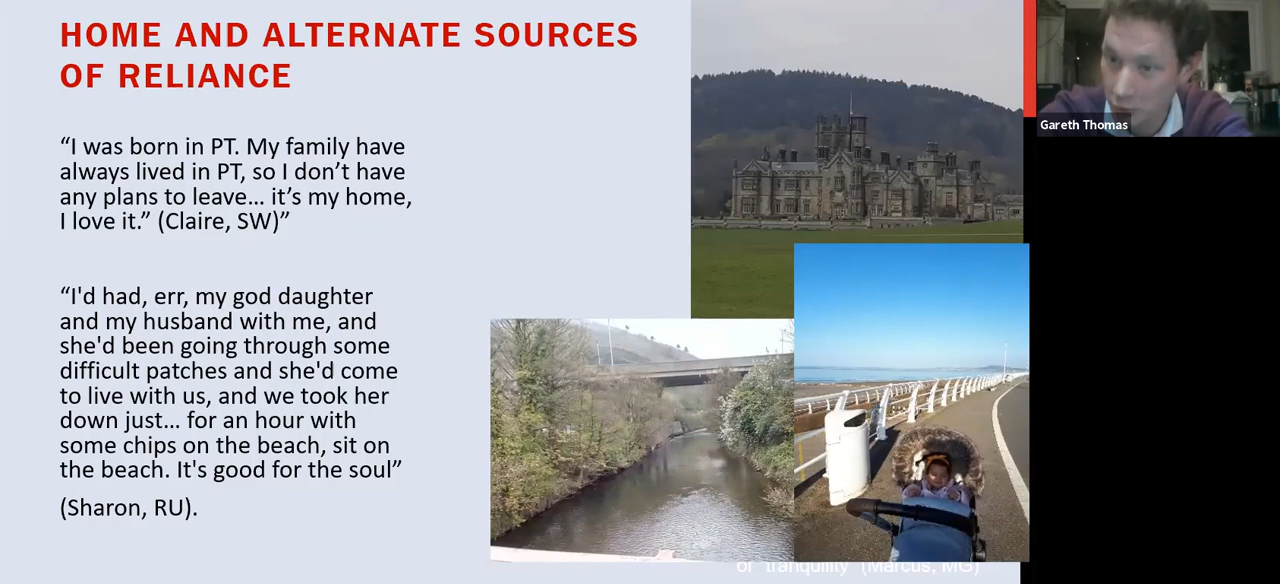 HOME AND ALTERNATE SOURCES
OF RELIANCE
“I was born in PT. My family have
always lived in PT, so I don’t have
any plans to leave… it’s my home,
I love it.” (Claire, SW)”
“I'd had, err, my god daughter
and my husband with me, and
she'd been going through some
difficult patches and she'd come
to live with us, and we took her
down just… for an hour with
some chips on the beach, sit on
the beach. It's good for the soul”
(Sharon, RU).
of ‘tranquility’ (Marcus, MG)
Gareth Thomas